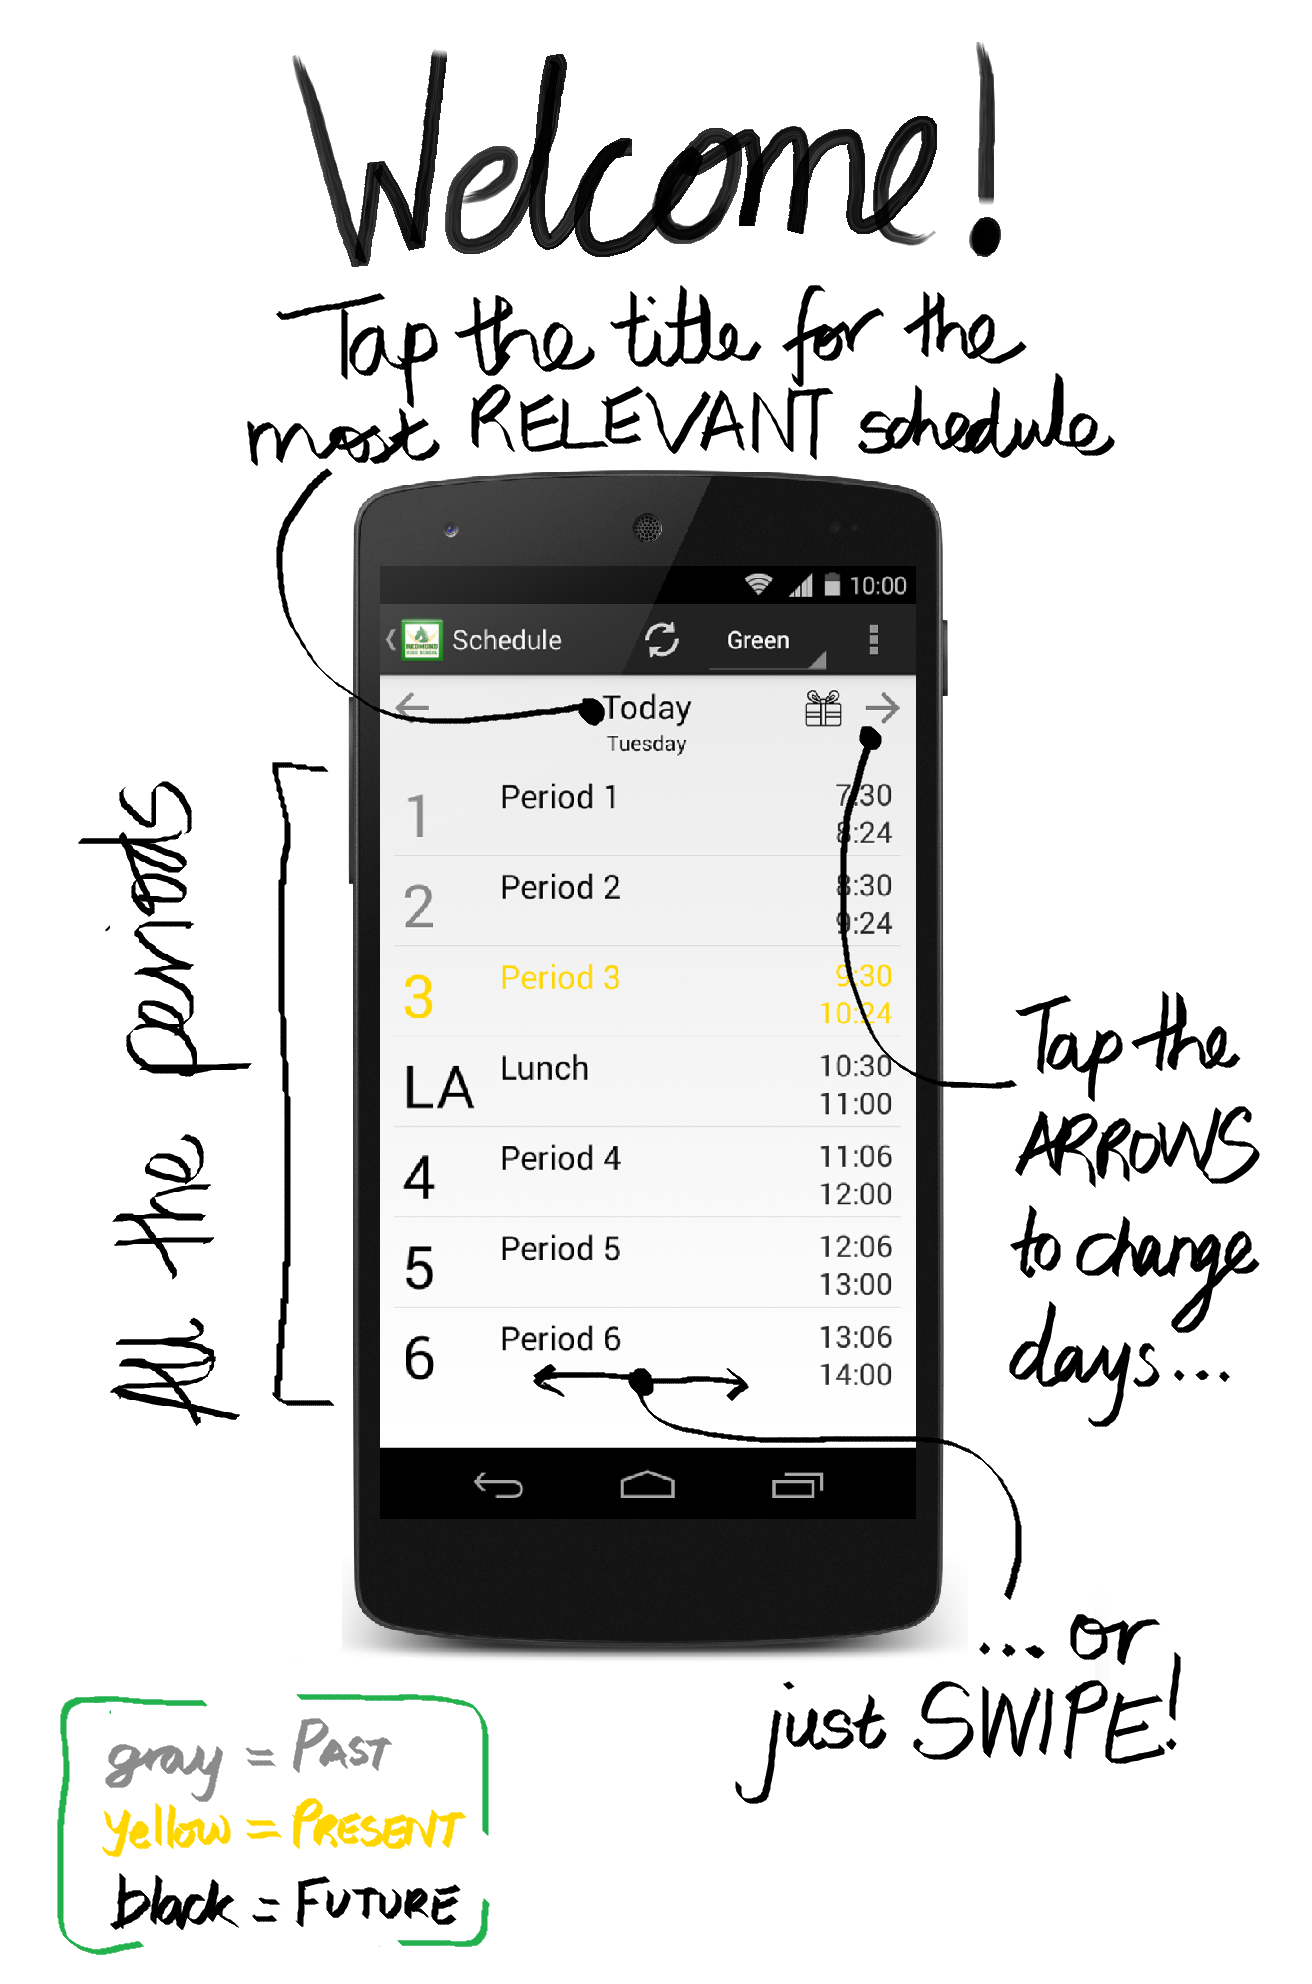 Welcome!
Tap the title for the
most RELEVANT schedule
10:00
REDMOND
HIGH SCHOOL
Schedule
Green
Today
Tuesday
1 Period 1 7:30
8:24
2 Period 2 8:30
9:24
3 Period 3 9:30
10:24
LA Lunch 10:30
11:00
4 Period 4 11:06
12:00
5 Period 5 12:06
13:00
6 Period 6 13:06
14:00
All the periods
Tap the
ARROWS
to change
days...
... or
just SWIPE!
gray = PAST
yellow = PRESENT
black = FUTURE